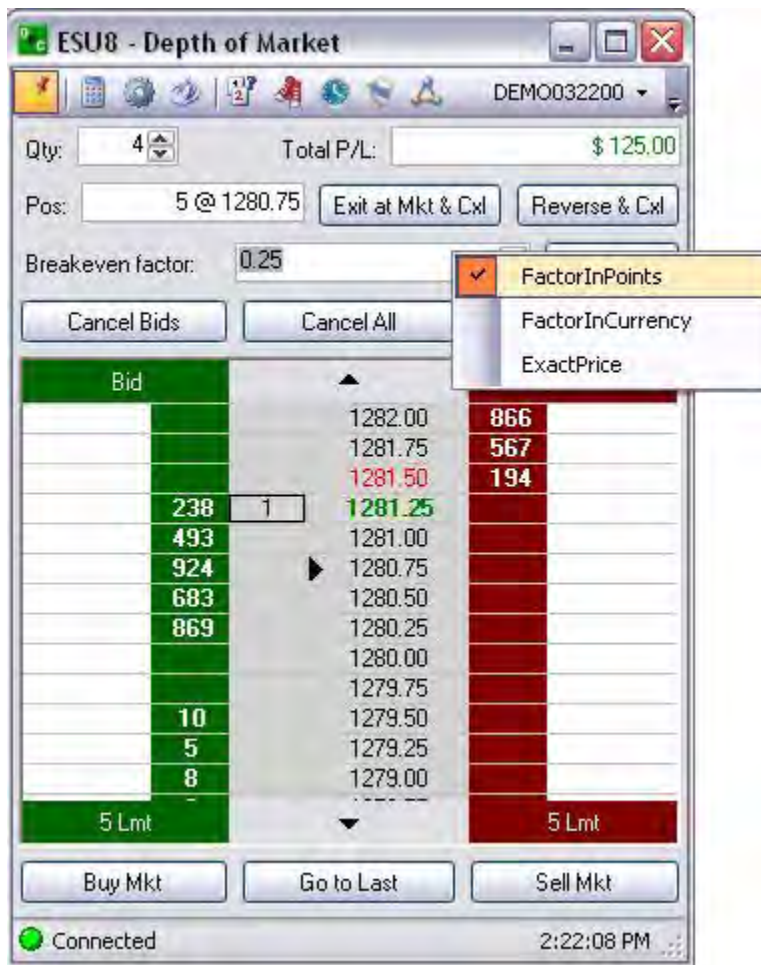 ESU8 - Depth of Market
DEMO032200
Qty: 4 Total P/L: $ 125.00
Pos: 5 @ 1280.75 Exit at Mkt & Cxl Reverse & Cxl
Breakeven factor: 0.25
FactorInPoints
FactorInCurrency
ExactPrice
Cancel Bids Cancel All
Bid
1282.00 866
1281.75 567
1281.50 194
238 1 1281.25
493 1281.00
924 1280.75
683 1280.50
869 1280.25
1280.00
1279.75
10 1279.50
5 1279.25
8 1279.00
5 Lmt 5 Lmt
Buy Mkt Go to Last Sell Mkt
Connected 2:22:08 PM